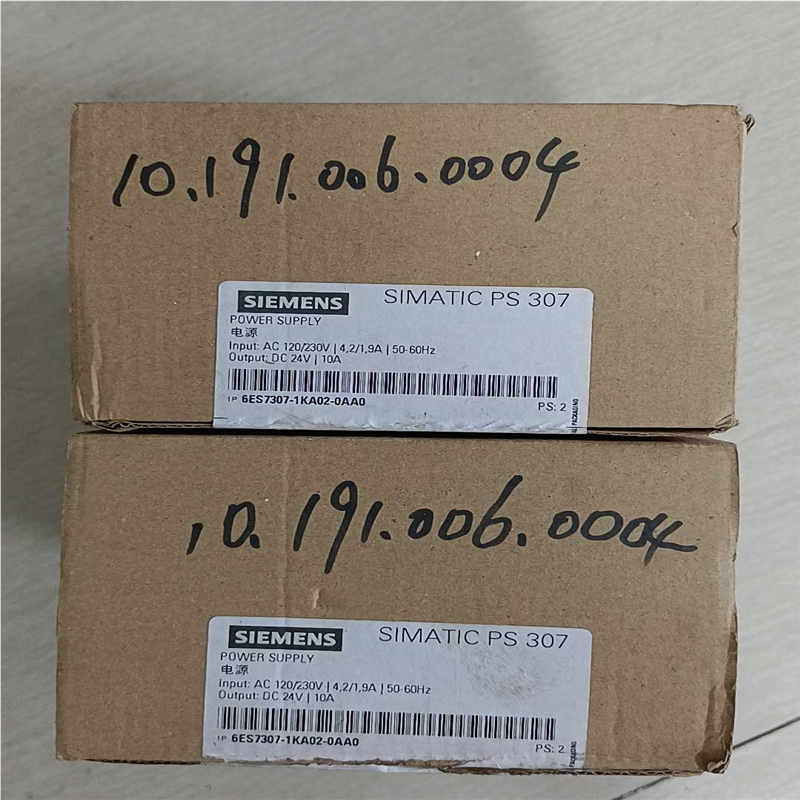 10.191.006.0004
SIEMENS SIMATIC PS 307
POWER SUPPLY
电源
Input: AC 120/230V | 4,2/1,9A | 50-60Hz
Output: DC 24V | 10A
1P 6ES7307-1KA02-0AA0
PS: 2
PACKAGING
10.191.006.0004
SIEMENS SIMATIC PS 307
POWER SUPPLY
电源
Input: AC 120/230V | 4,2/1,9A | 50-60Hz
Output: DC 24V | 10A
1P 6ES7307-1KA02-0AA0
PS: 2
PACKAGING